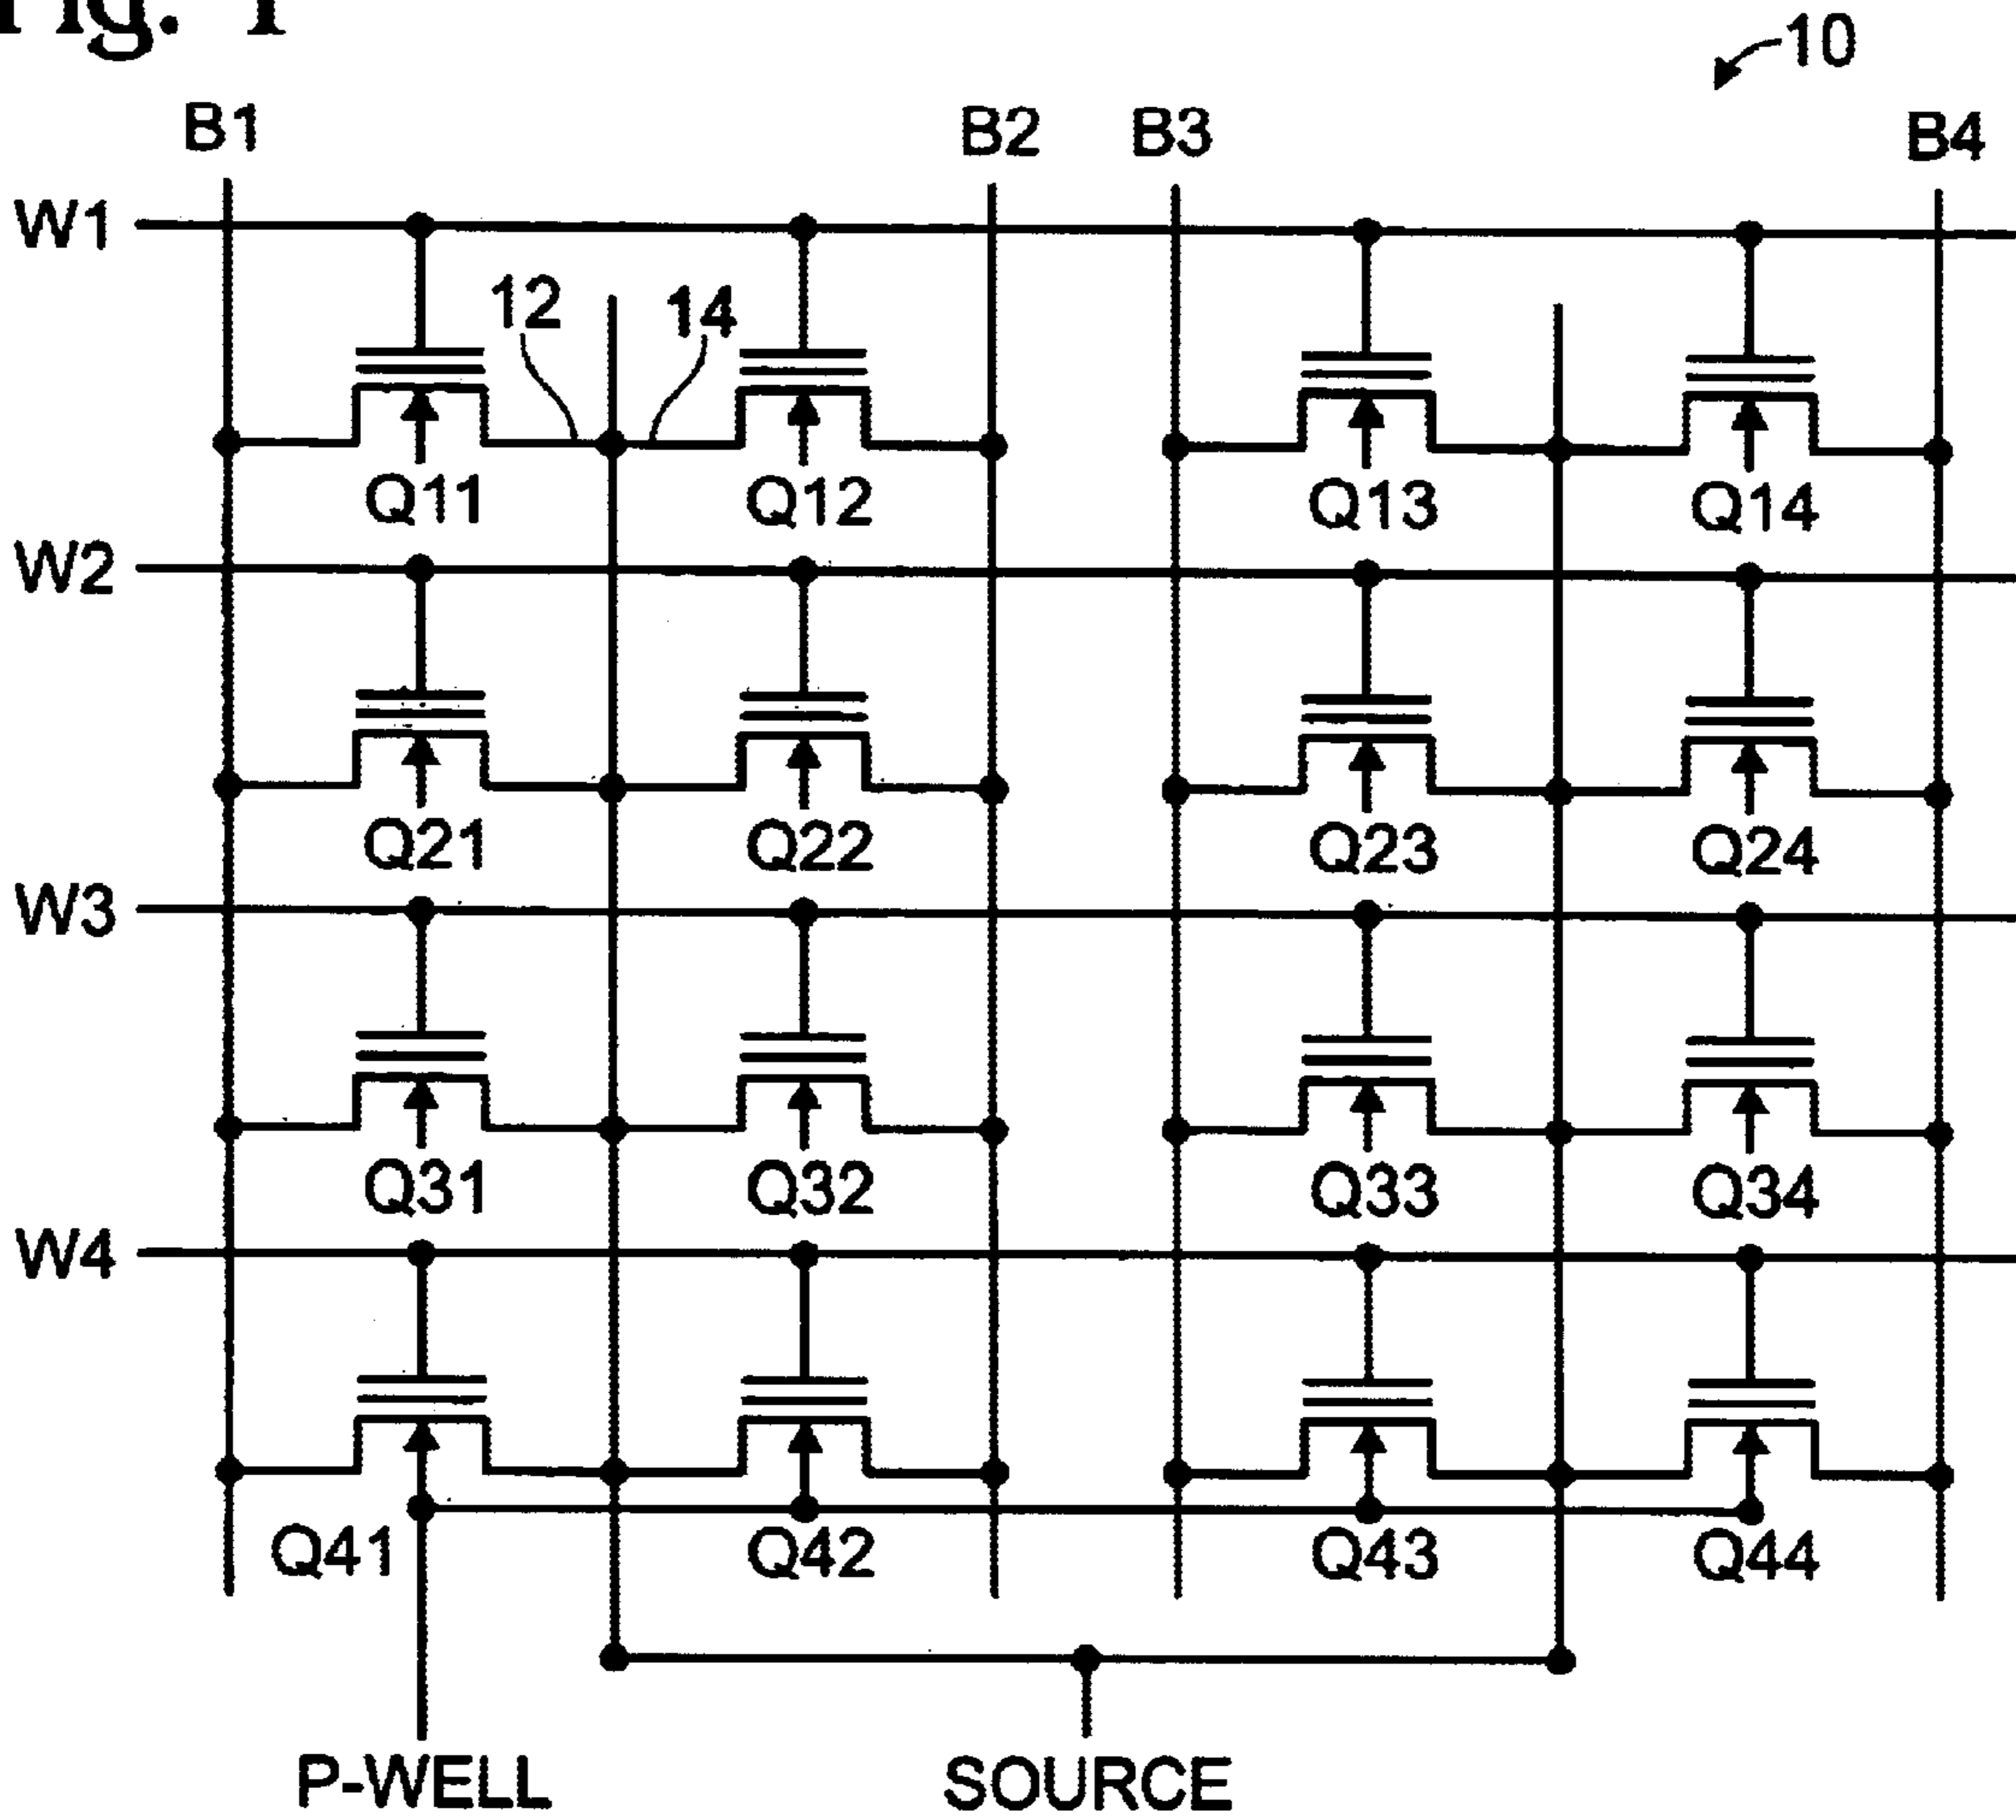 Fig. 1
10
B1 B2 B3 B4
W1
12 14
Q11 Q12 Q13 Q14
W2
Q21 Q22 Q23 Q24
W3
Q31 Q32 Q33 Q34
W4
Q41 Q42 Q43 Q44
P-WELL SOURCE